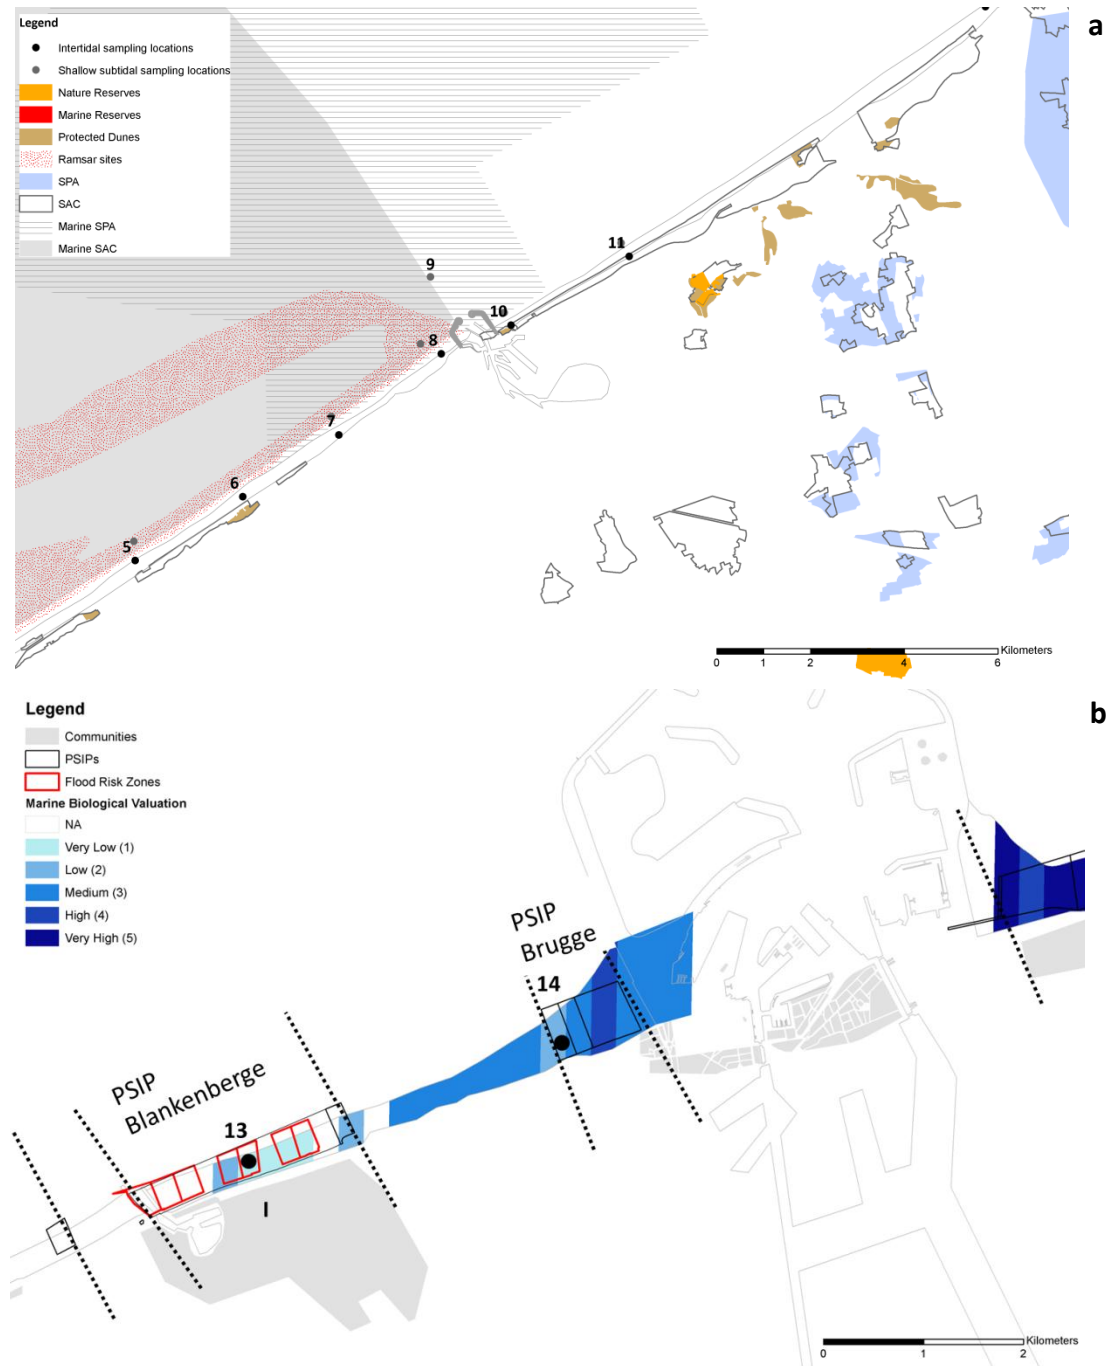 a
Legend
Intertidal sampling locations
Shallow subtidal sampling locations
Nature Reserves
Marine Reserves
Protected Dunes
Ramsar sites
SPA
SAC
Marine SPA
Marine SAC
11
9
10
8
7
6
5
Kilometers
0 1 2 4 6
b
Legend
Communities
PSIPs
Flood Risk Zones
Marine Biological Valuation
NA
Very Low (1)
Low (2)
Medium (3)
High (4)
Very High (5)
PSIP
Brugge
14
PSIP
Blankenberge
13
I
Kilometers
0 1 2